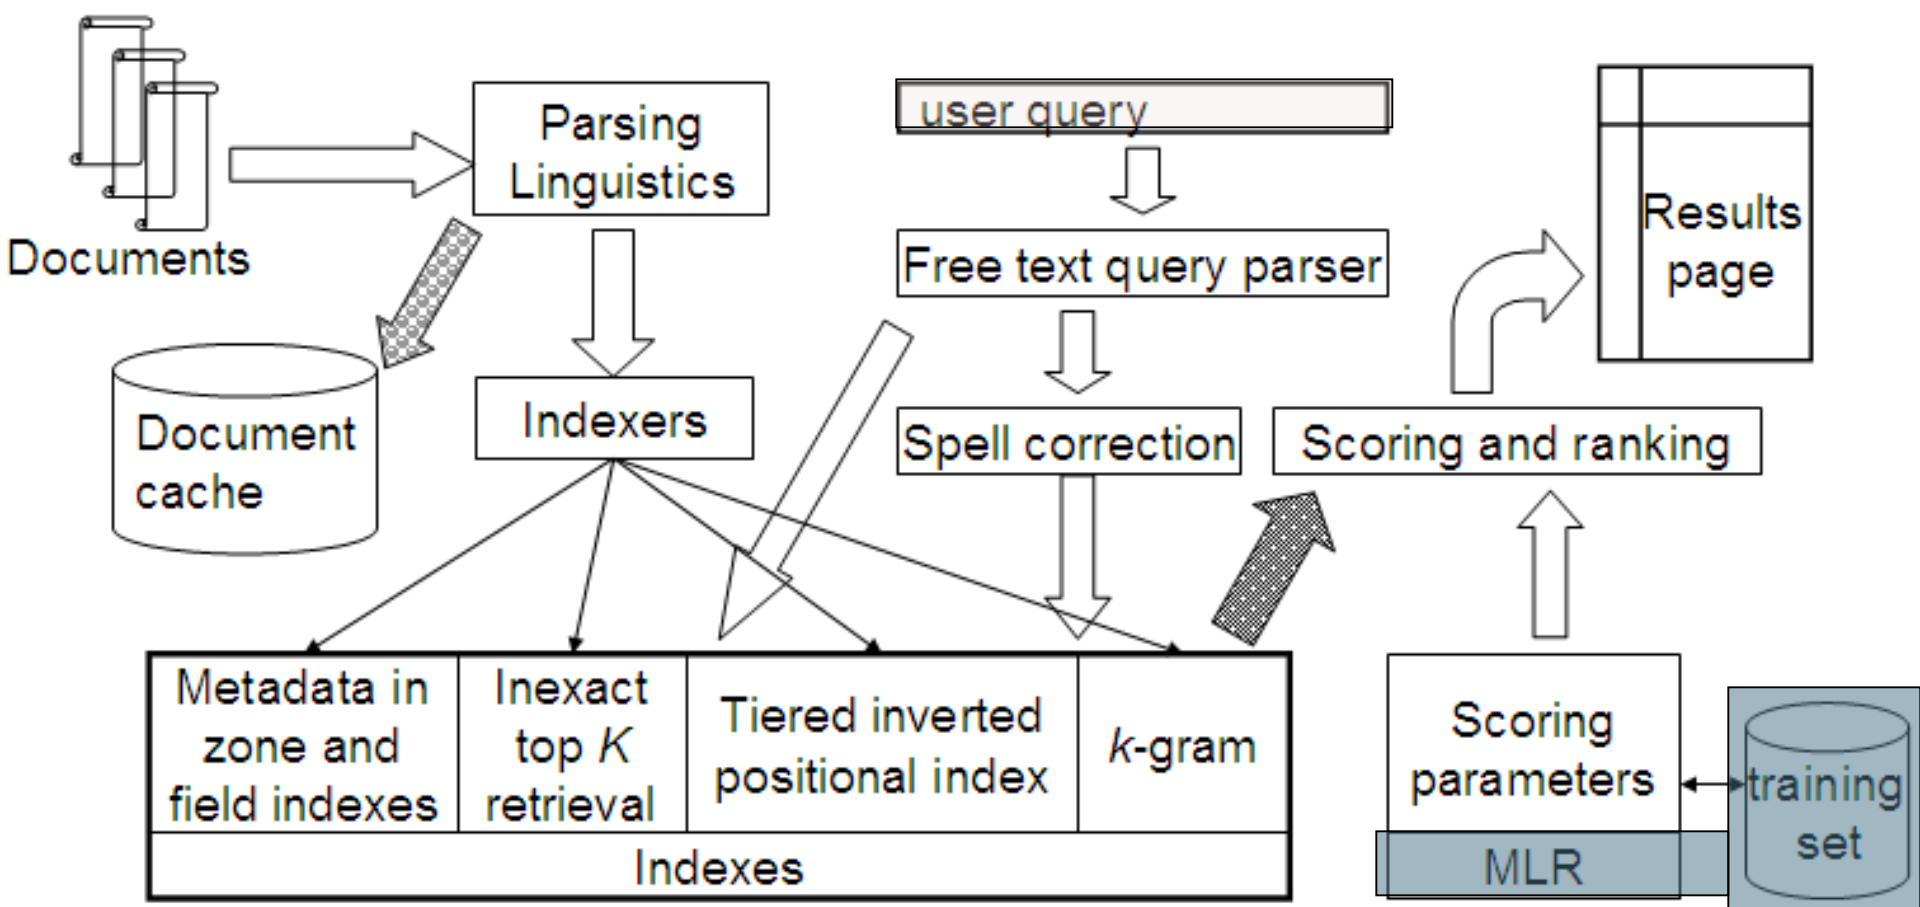 Documents
Parsing
Linguistics
Document
cache
Indexers
user query
Free text query parser
Spell correction
Scoring and ranking
Results
page
Metadata in
zone and
field indexes
Inexact
top K
retrieval
Tiered inverted
positional index
k-gram
Indexes
Scoring
parameters
MLR
training
set